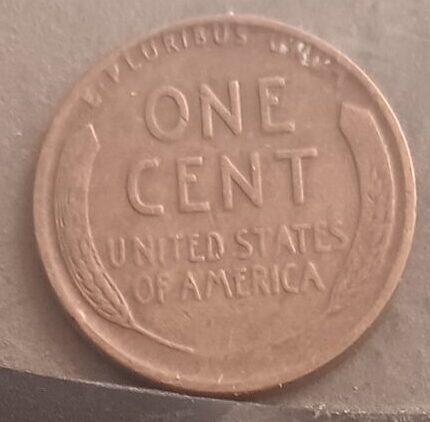 E PLURIBUS
ONE
CENT
UNITED STATES
OF AMERICA